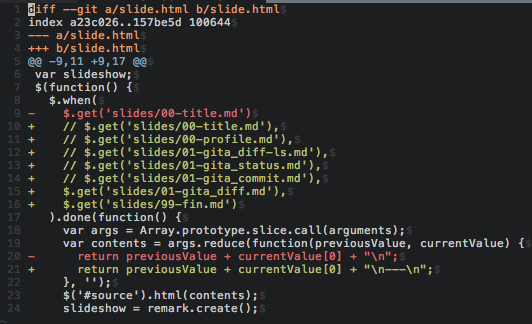 1 diff --git a/slide.html b/slide.html$
2 index a23c026..157be5d 100644$
3 --- a/slide.html$
4 +++ b/slide.html$
5 @@ -9,11 +9,17 @@$
6  var slideshow;$
7  $(function() {$
8    $.when($
9 -    $.get('slides/00-title.md')$
10 +    // $.get('slides/00-title.md'),$
11 +    // $.get('slides/00-profile.md'),$
12 +    // $.get('slides/01-gita_diff-ls.md'),$
13 +    // $.get('slides/01-gita_status.md'),$
14 +    // $.get('slides/01-gita_commit.md'),$
15 +    $.get('slides/01-gita_diff.md'),$
16 +    $.get('slides/99-fin.md')$
17    ).done(function() {$
18      var args = Array.prototype.slice.call(arguments);$
19      var contents = args.reduce(function(previousValue, currentValue) {$
20 -      return previousValue + currentValue[0] + "\n";$
21 +      return previousValue + currentValue[0] + "\n---\n";$
22      }, '');$
23      $('#source').html(contents);$
24      slideshow = remark.create();$
~